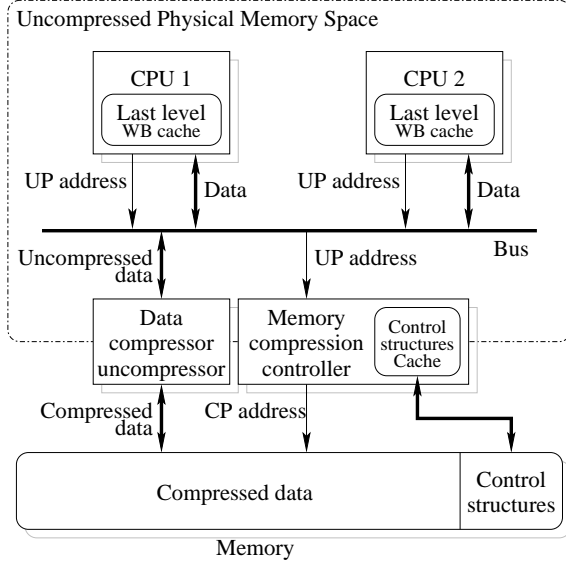 Uncompressed Physical Memory Space
CPU 1
Last level
WB cache
CPU 2
Last level
WB cache
UP address
Data
UP address
Data
Bus
Uncompressed
data
UP address
Data
compressor
uncompressor
Memory
compression
controller
Control
structures
Cache
Compressed
data
CP address
Compressed data
Control
structures
Memory